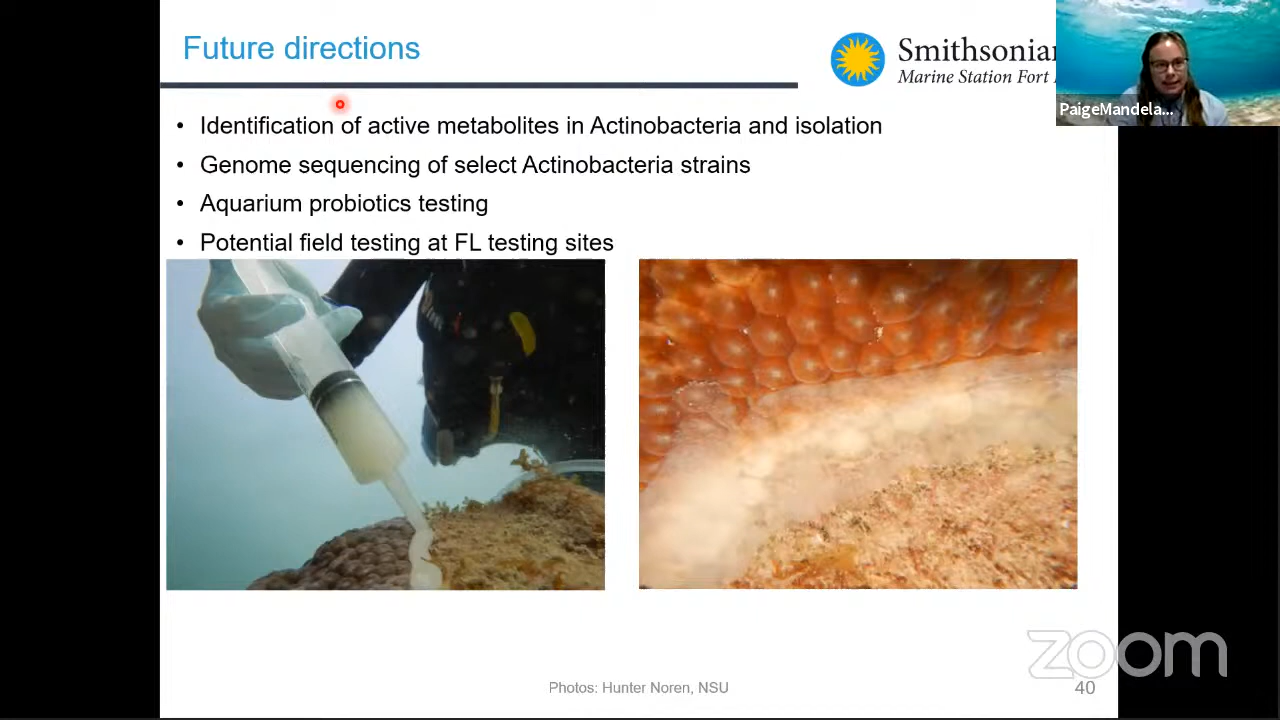 Future directions
Smithsonian
Marine Station Fort
PaigeMandela...
• Identification of active metabolites in Actinobacteria and isolation
• Genome sequencing of select Actinobacteria strains
• Aquarium probiotics testing
• Potential field testing at FL testing sites
zoom
Photos: Hunter Noren, NSU
40